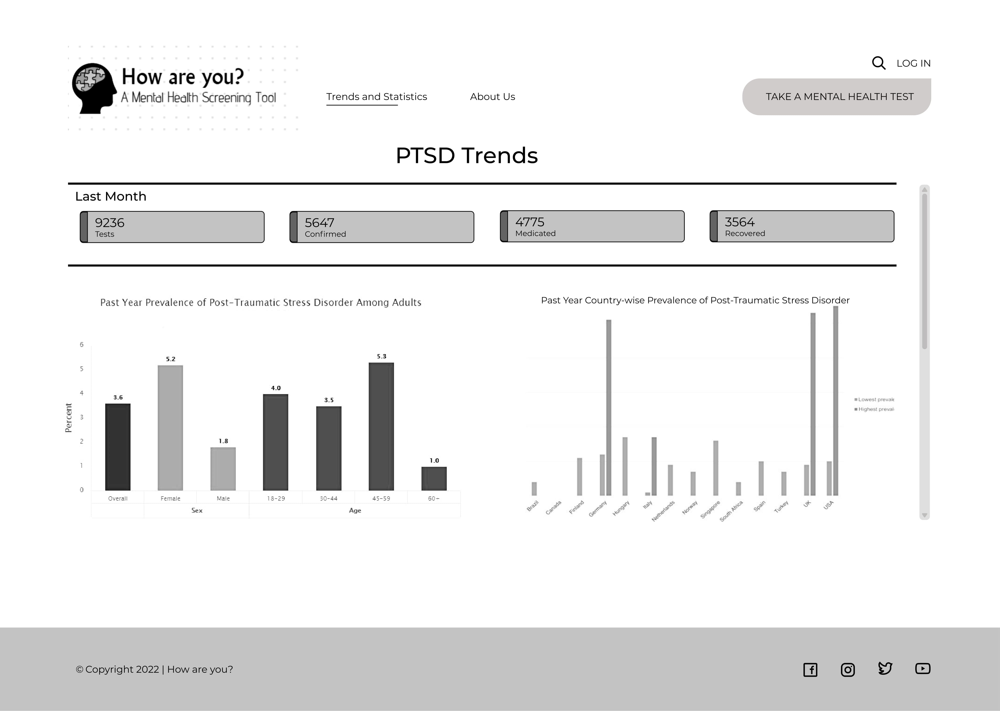 How are you?
A Mental Health Screening Tool
Trends and Statistics
About Us
LOG IN
TAKE A MENTAL HEALTH TEST
PTSD Trends
Last Month
9236
Tests
5647
Confirmed
4775
Medicated
3564
Recovered
Past Year Prevalence of Post-Traumatic Stress Disorder Among Adults
Percent
6
5
4
3
2
1
0
3.6
5.2
1.8
4.0
3.5
5.3
1.0
Overall
Female
Male
18-29
30-44
45-59
60-
Sex
Age
Past Year Country-wise Prevalence of Post-Traumatic Stress Disorder
Lowest prevale
Highest preval
Brazil
Canada
Finland
Germany
Hungary
Italy
Netherlands
Norway
Singapore
South Africa
Spain
Turkey
UK
USA
© Copyright 2022 | How are you?